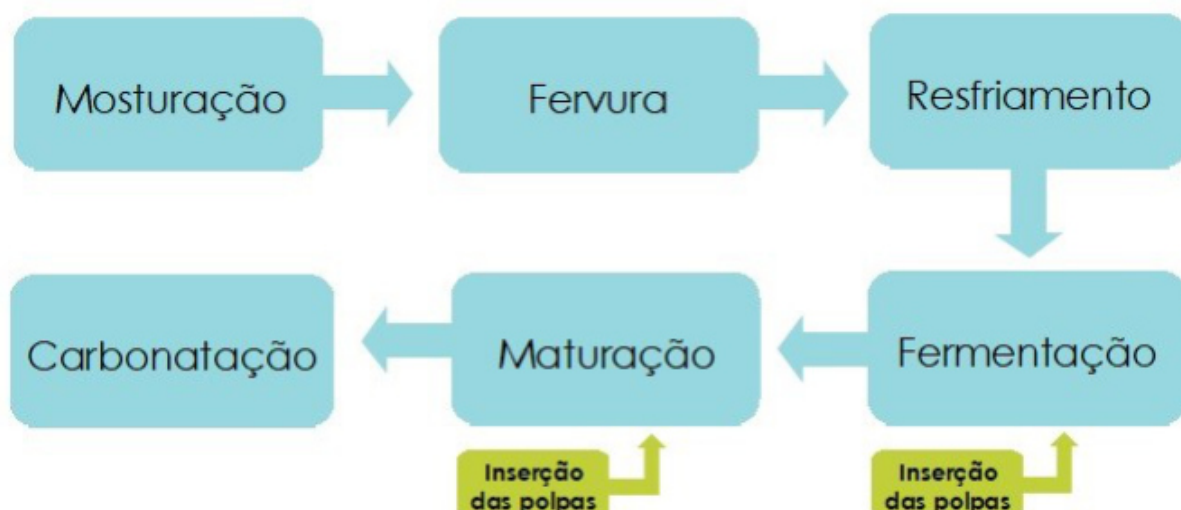 Mosturação
Fervura
Resfriamento
Fermentação
Maturação
Carbonatação
Inserção
das polpas
Inserção
das polpas